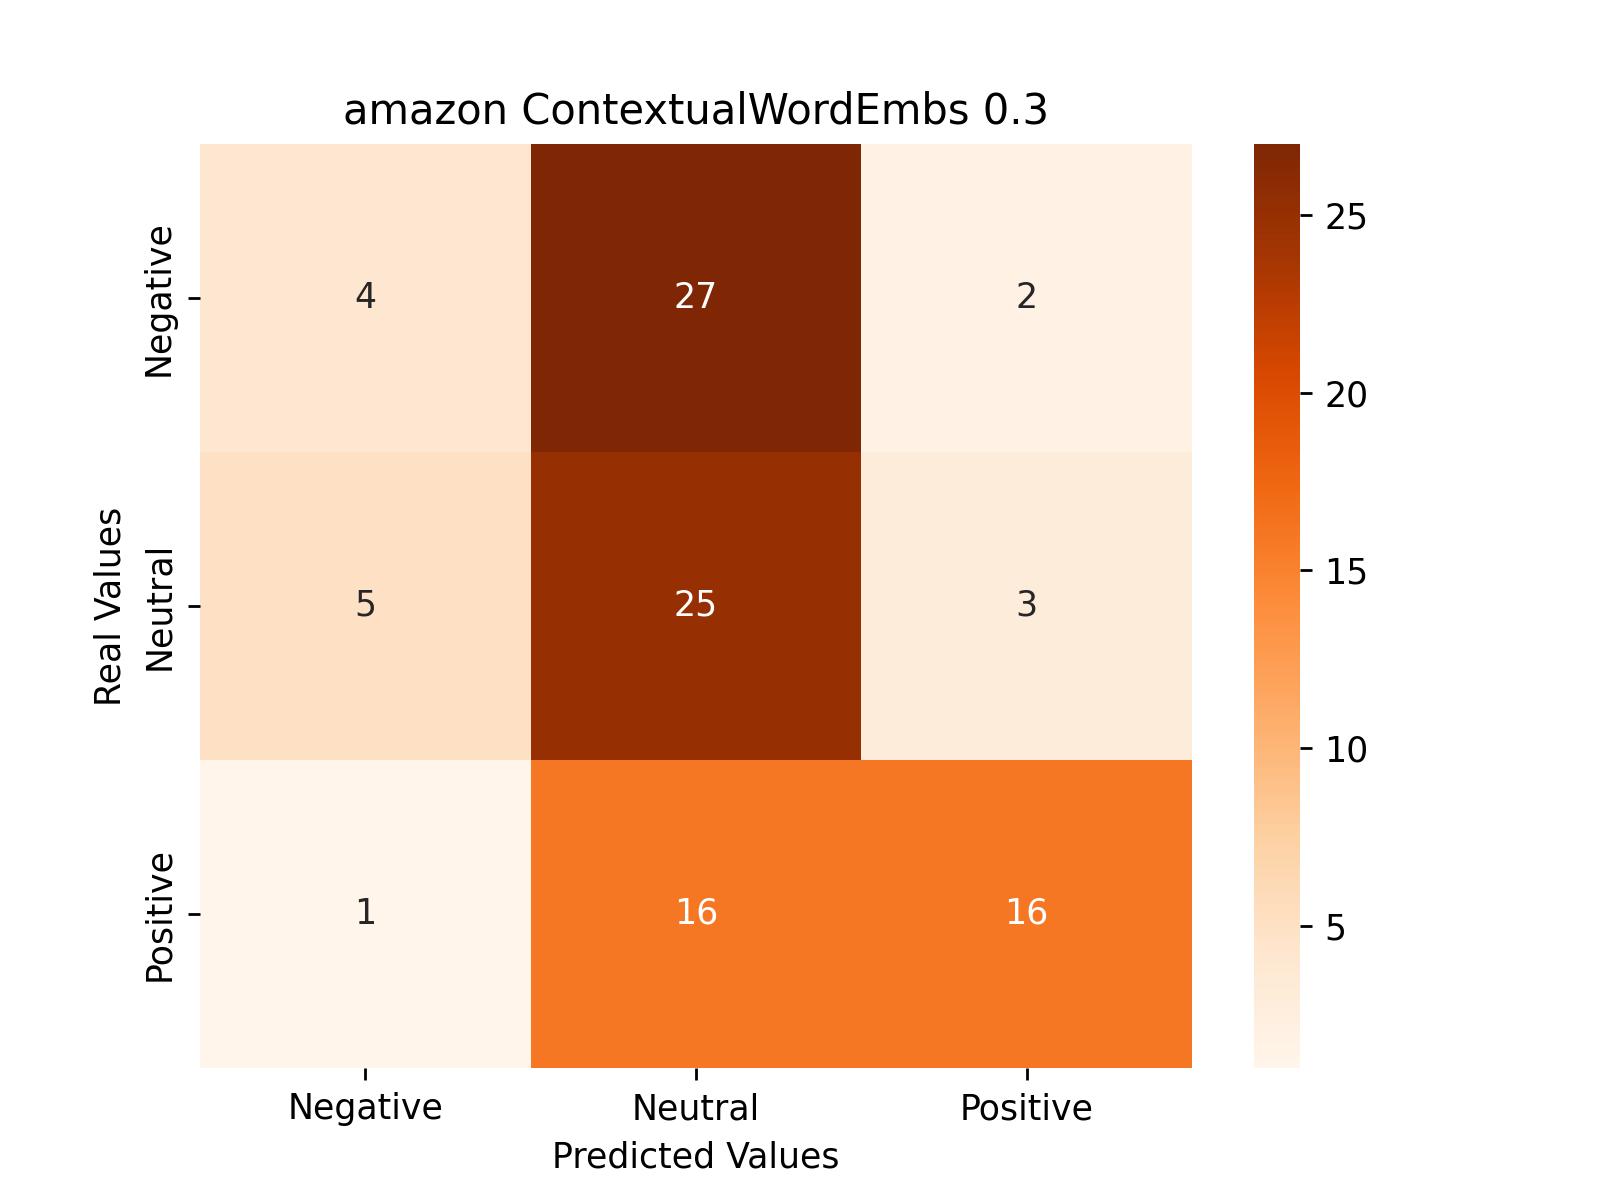 amazon ContextualWordEmbs 0.3
Real Values
Negative
4 27 2
Neutral
5 25 3
Positive
1 16 16
Negative Neutral Positive
Predicted Values
25
20
15
10
5